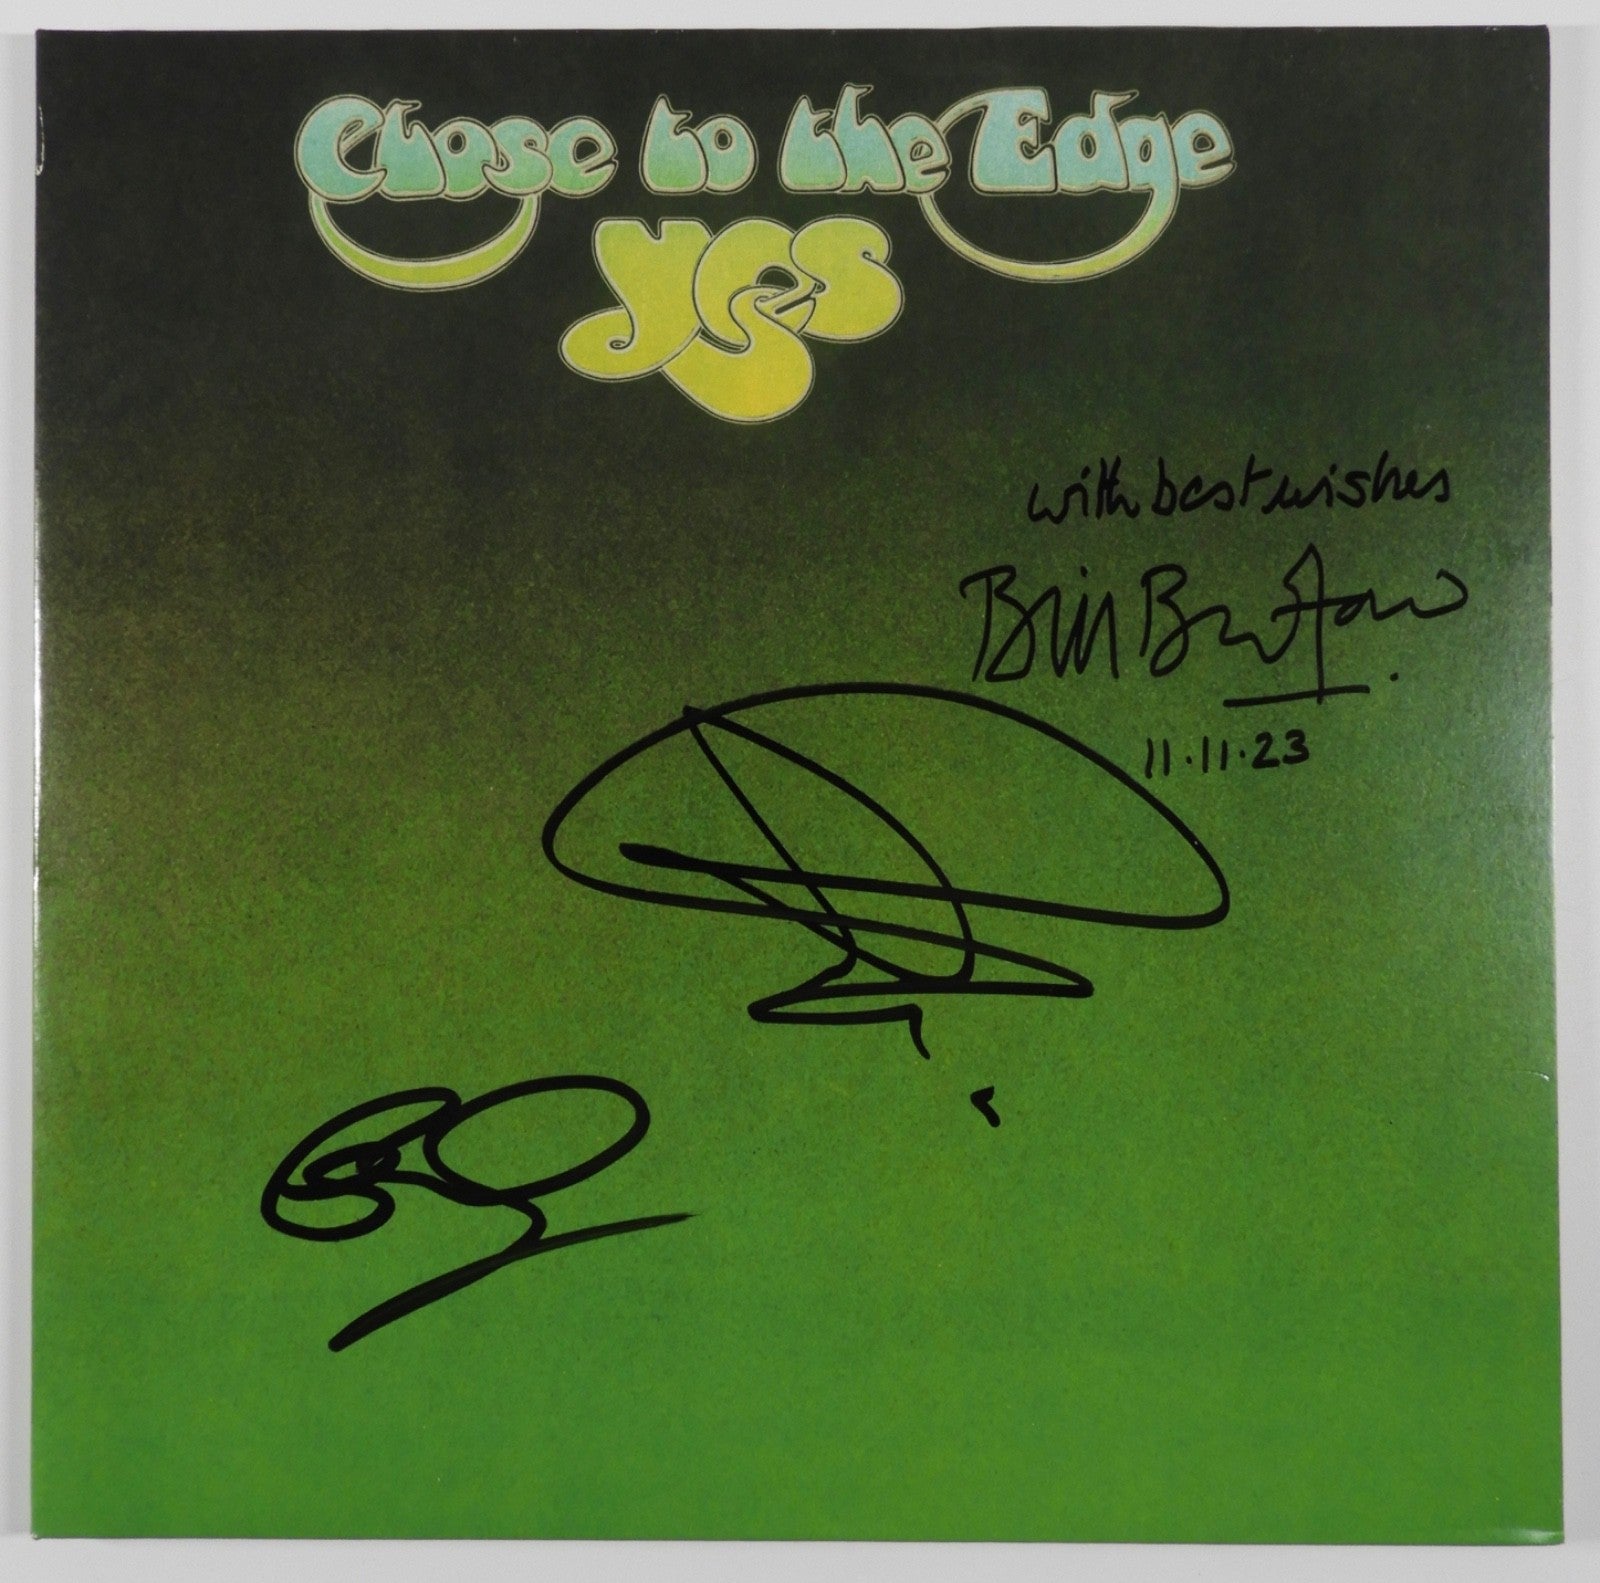 Close to the Edge
Yes
with best wishes
Bill Bruford.
11.11.23